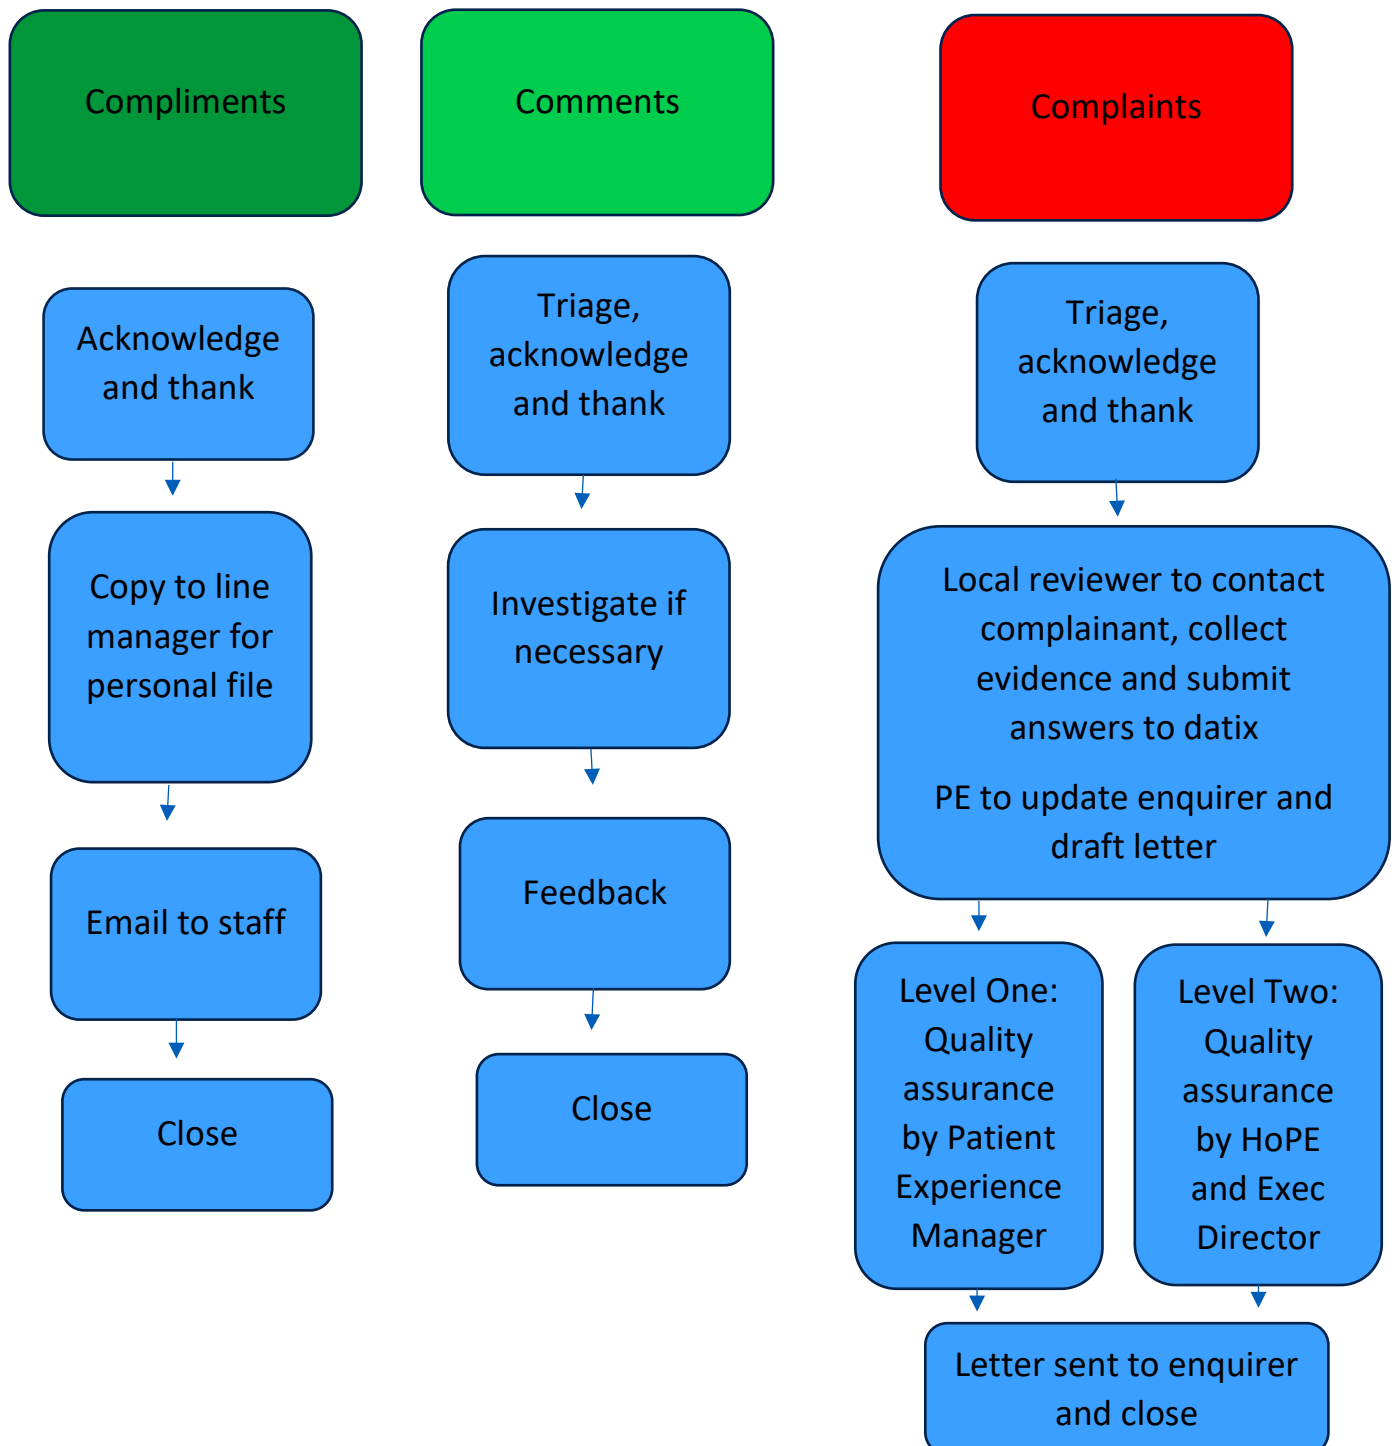 Compliments
Comments
Complaints
Acknowledge
and thank
Copy to line
manager for
personal file
Email to staff
Close
Triage,
acknowledge
and thank
Investigate if
necessary
Feedback
Close
Triage,
acknowledge
and thank
Local reviewer to contact
complainant, collect
evidence and submit
answers to datix
PE to update enquirer and
draft letter
Level One:
Quality
assurance
by Patient
Experience
Manager
Level Two:
Quality
assurance
by HoPE
and Exec
Director
Letter sent to enquirer
and close